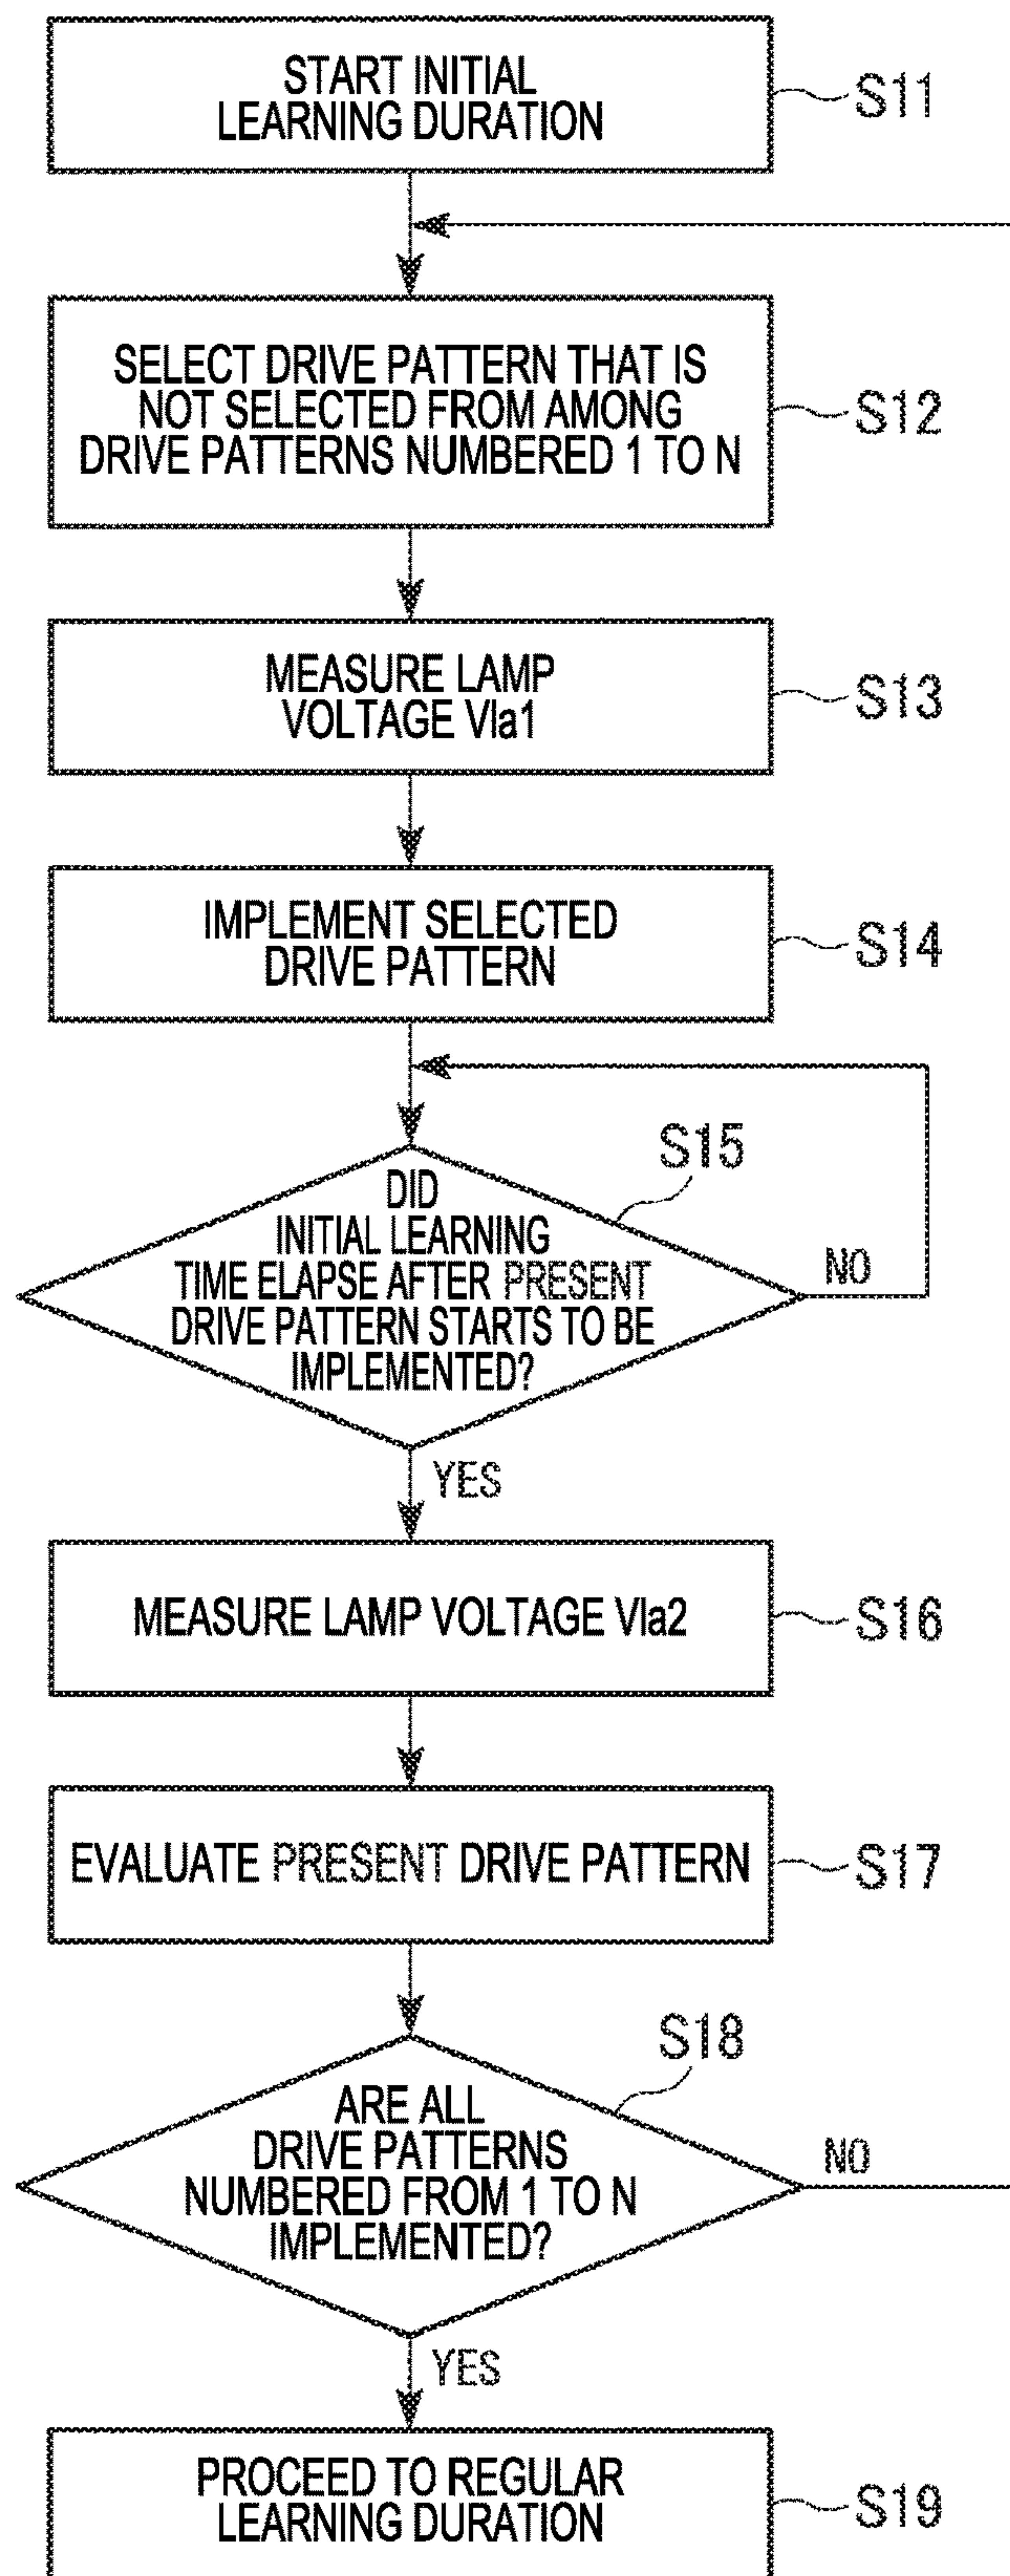 START INITIAL
LEARNING DURATION
S11
SELECT DRIVE PATTERN THAT IS
NOT SELECTED FROM AMONG
DRIVE PATTERNS NUMBERED 1 TO N
S12
MEASURE LAMP
VOLTAGE Vla1
S13
IMPLEMENT SELECTED
DRIVE PATTERN
S14
S15
DID
INITIAL LEARNING
TIME ELAPSE AFTER PRESENT
DRIVE PATTERN STARTS TO BE
IMPLEMENTED?
NO
YES
MEASURE LAMP VOLTAGE Vla2
S16
EVALUATE PRESENT DRIVE PATTERN
S17
S18
ARE ALL
DRIVE PATTERNS
NUMBERED FROM 1 TO N
IMPLEMENTED?
NO
YES
PROCEED TO REGULAR
LEARNING DURATION
S19